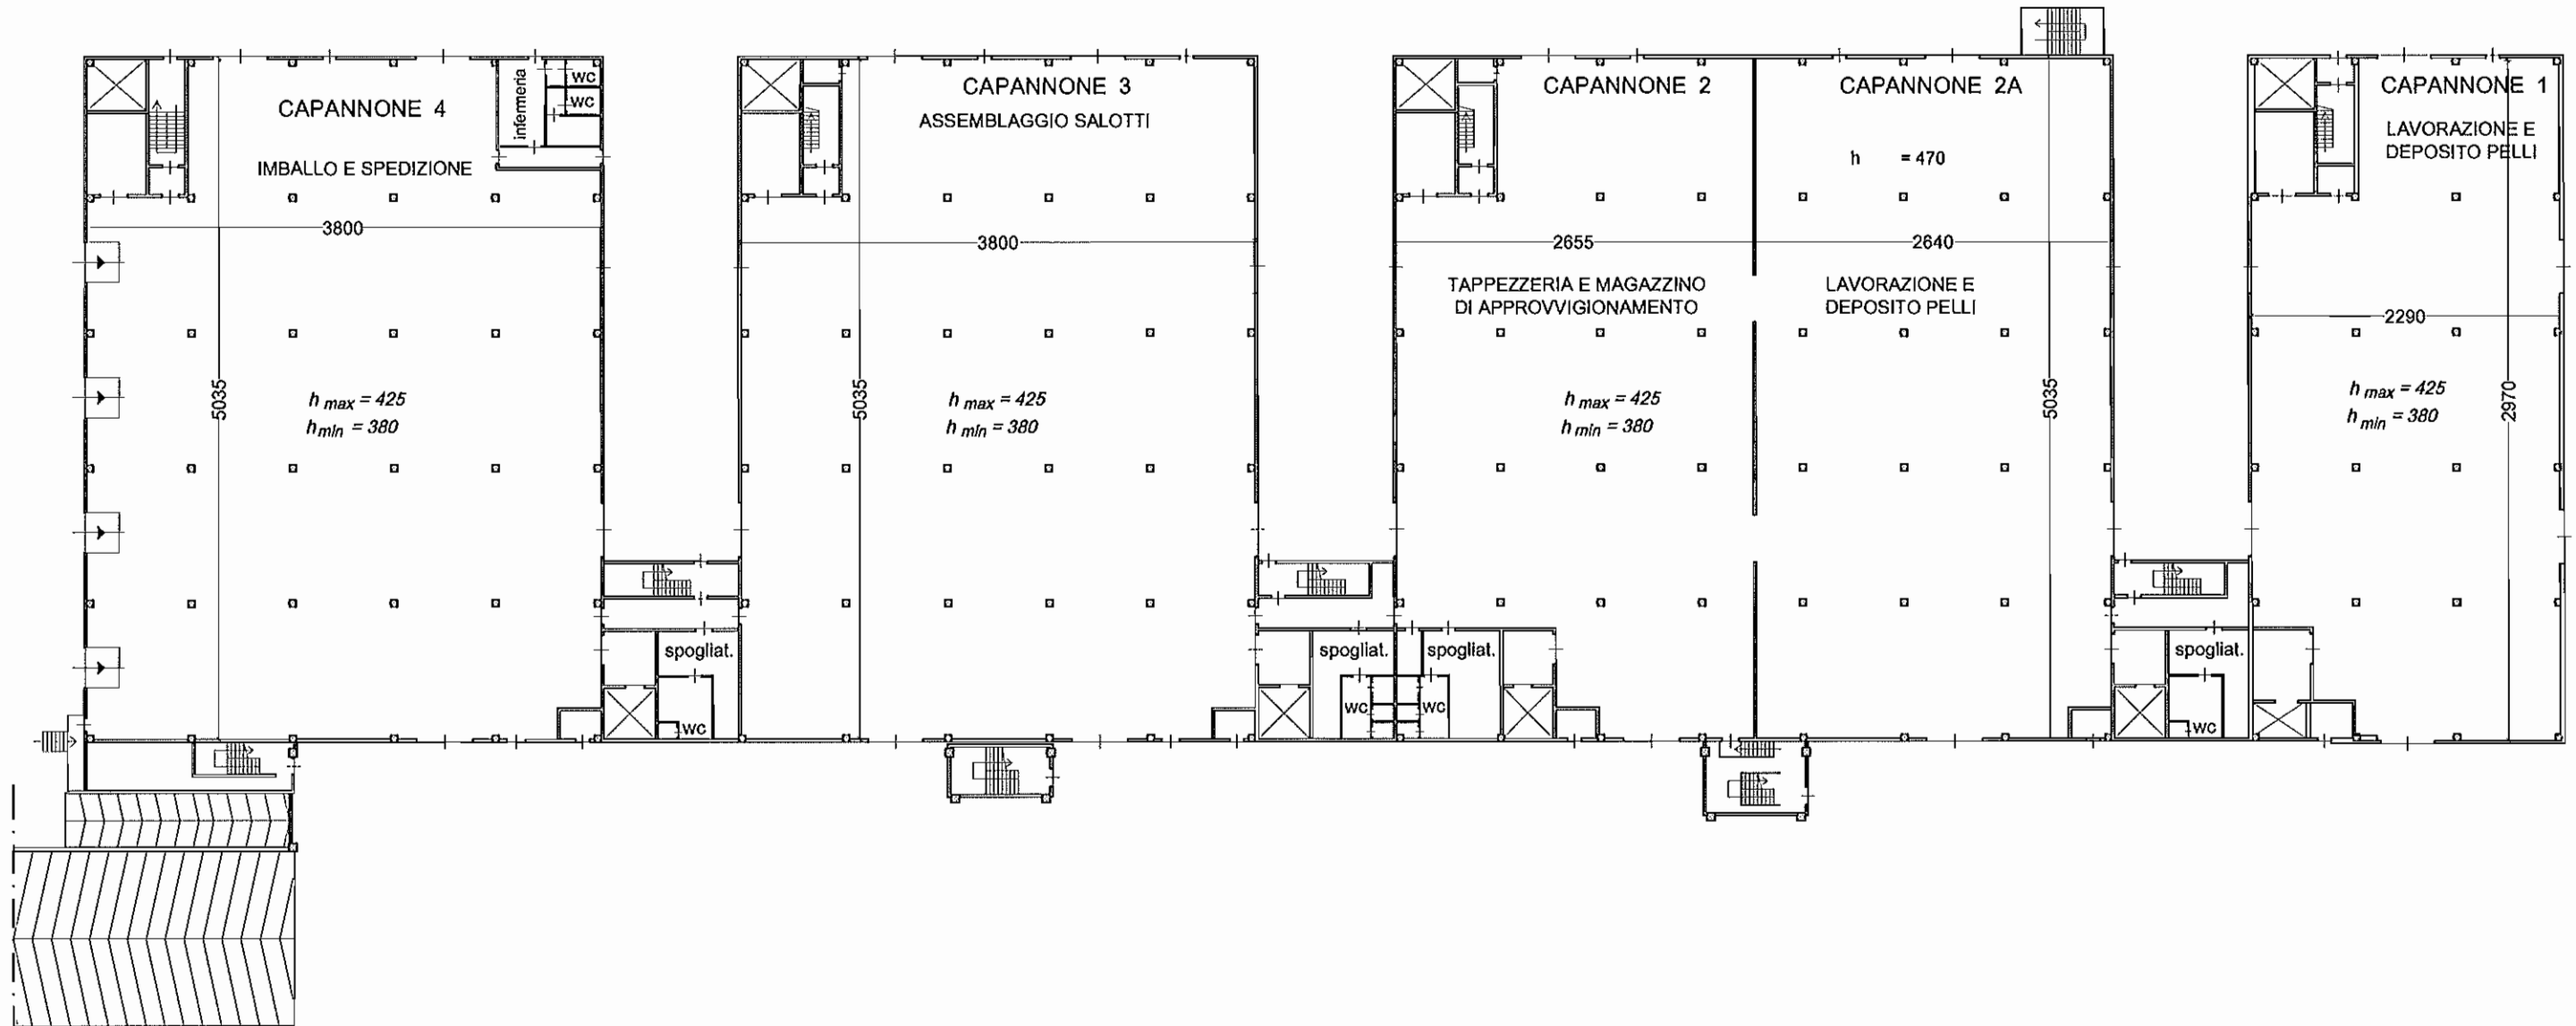 CAPANNONE 4
IMBALLO E SPEDIZIONE
infermeria
wc
wc
3800
5035
h max = 425
h min = 380
spogliat.
wc
CAPANNONE 3
ASSEMBLAGGIO SALOTTI
3800
5035
h max = 425
h min = 380
spogliat.
wc
CAPANNONE 2
2655
TAPPEZZERIA E MAGAZZINO
DI APPROVVIGIONAMENTO
h max = 425
h min = 380
spogliat.
wc
CAPANNONE 2A
h = 470
2640
LAVORAZIONE E
DEPOSITO PELLI
5035
spogliat.
wc
CAPANNONE 1
LAVORAZIONE E
DEPOSITO PELLI
2290
h max = 425
h min = 380
2970